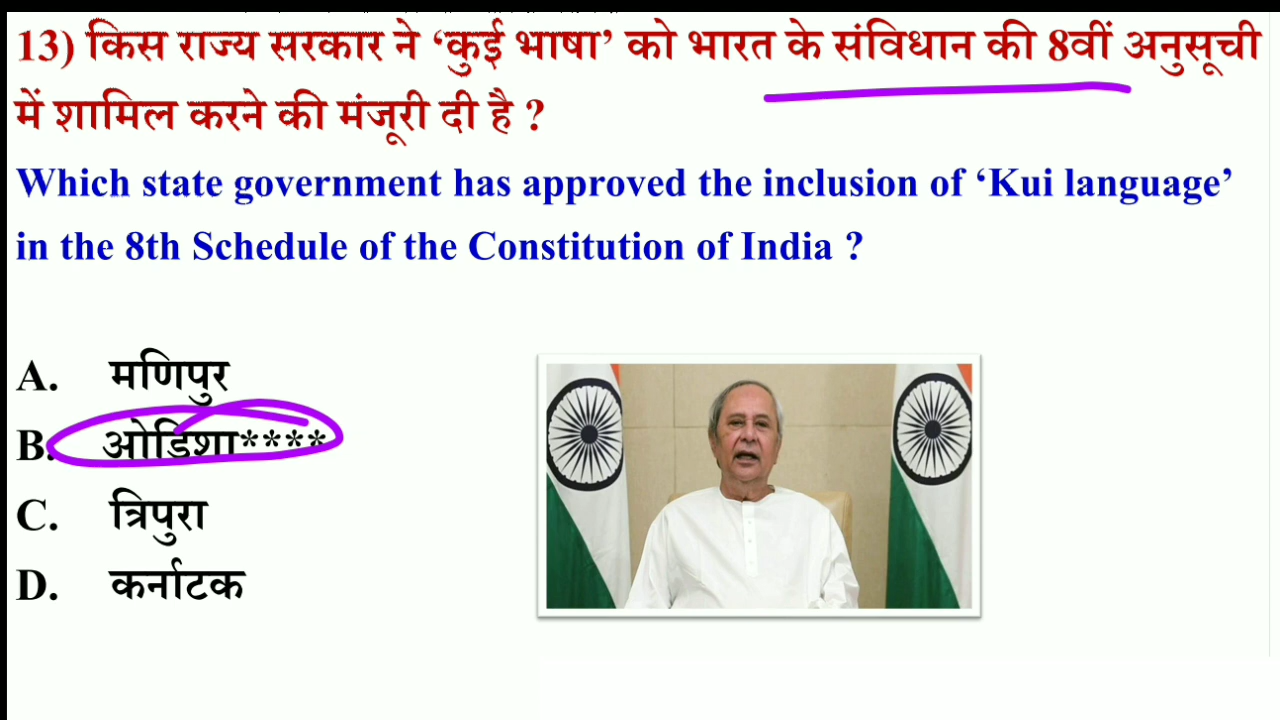 13) किस राज्य सरकार ने ‘कुई भाषा’ को भारत के संविधान की 8वीं अनुसूची
में शामिल करने की मंजूरी दी है ?
Which state government has approved the inclusion of ‘Kui language’
in the 8th Schedule of the Constitution of India ?
A. मणिपुर
B. ओडिशा****
C. त्रिपुरा
D. कर्नाटक